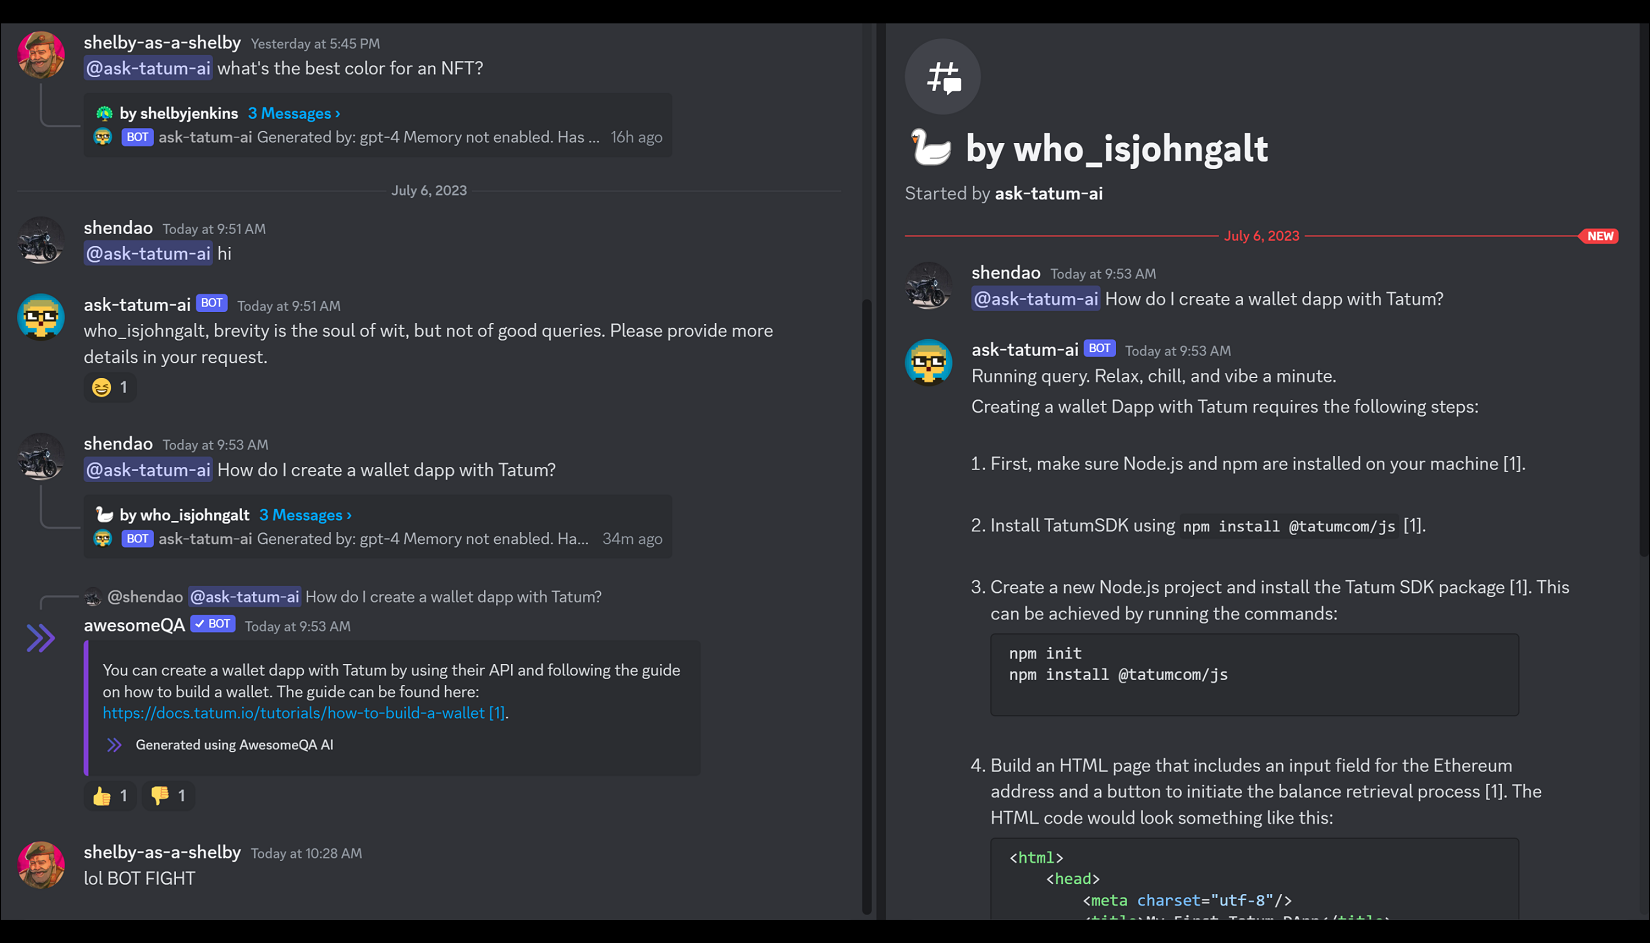 shelby-as-a-shelby Yesterday at 5:45 PM
@ask-tatum-ai what's the best color for an NFT?
by shelbyjenkins 3 Messages ›
BOT ask-tatum-ai Generated by: gpt-4 Memory not enabled. Has ... 16h ago
July 6, 2023
shendao Today at 9:51 AM
@ask-tatum-ai hi
ask-tatum-ai BOT Today at 9:51 AM
who_isjohngalt, brevity is the soul of wit, but not of good queries. Please provide more
details in your request.
1
shendao Today at 9:53 AM
@ask-tatum-ai How do I create a wallet dapp with Tatum?
by who_isjohngalt 3 Messages ›
BOT ask-tatum-ai Generated by: gpt-4 Memory not enabled. Ha... 34m ago
@shendao @ask-tatum-ai How do I create a wallet dapp with Tatum?
awesomeQA ✓ BOT Today at 9:53 AM
You can create a wallet dapp with Tatum by using their API and following the guide
on how to build a wallet. The guide can be found here:
https://docs.tatum.io/tutorials/how-to-build-a-wallet [1].
Generated using AwesomeQA AI
1 1
shelby-as-a-shelby Today at 10:28 AM
lol BOT FIGHT
by who_isjohngalt
Started by ask-tatum-ai
July 6, 2023 NEW
shendao Today at 9:53 AM
@ask-tatum-ai How do I create a wallet dapp with Tatum?
ask-tatum-ai BOT Today at 9:53 AM
Running query. Relax, chill, and vibe a minute.
Creating a wallet Dapp with Tatum requires the following steps:
1. First, make sure Node.js and npm are installed on your machine [1].
2. Install TatumSDK using npm install @tatumcom/js [1].
3. Create a new Node.js project and install the Tatum SDK package [1]. This
can be achieved by running the commands:
npm init
npm install @tatumcom/js
4. Build an HTML page that includes an input field for the Ethereum
address and a button to initiate the balance retrieval process [1]. The
HTML code would look something like this:
<html>
<head>
<meta charset="utf-8"/>
<title>My First Tatum DApp</title>